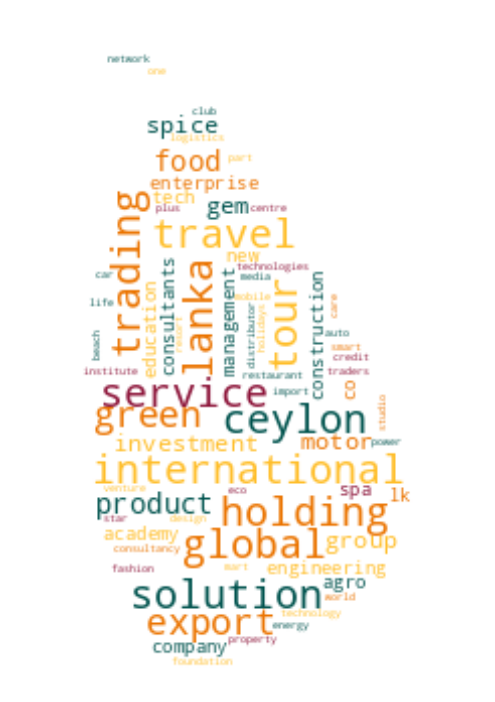 network
one
club
spice
logistics
food
part
enterprise
tech
plus
gem
centre
trading
travel
new
technologies
car
consultants
lanka
management
media
life
education
resort
mobile
distributor
holidays
tour
construction
care
beach
auto
smart
credit
institute
restaurant
traders
service
import
co
green
ceylon
studio
investment
motor
power
international
venture
eco
spa
lk
product
holding
star
design
academy
global
group
consultancy
fashion
mart
engineering
solution
agro
world
export
technology
energy
company
property
foundation